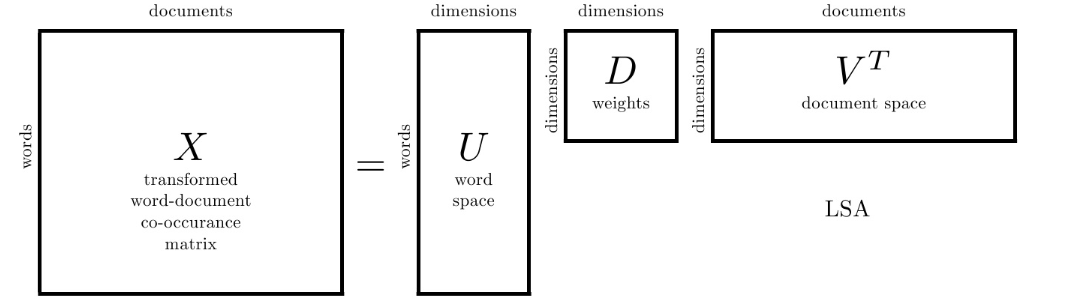 documents
words
X
transformed
word-document
co-occurance
matrix
=
dimensions
words
U
word
space
dimensions
dimensions
D
weights
documents
dimensions
V^T
document space
LSA